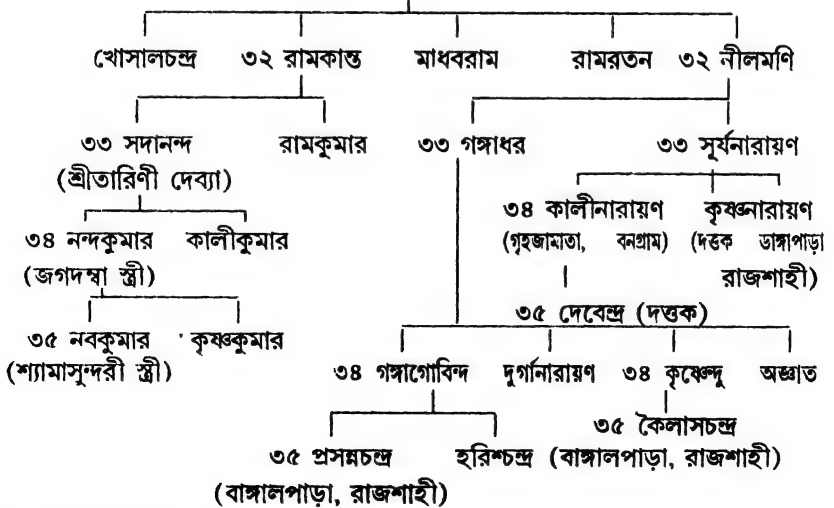 খোসালচন্দ্র ৩২ রামকান্ত মাধবরাম রামরতন ৩২ নীলমণি
৩৩ সদানন্দ রামকুমার ৩৩ গঙ্গাধর ৩৩ সূর্যনারায়ণ
(শ্রীতারিণী দেব্যা)
৩৪ কালীনারায়ণ কৃষ্ণনারায়ণ
৩৪ নন্দকুমার কালীকুমার (গৃহজামাতা, বনগ্রাম) (দত্তক ডাঙ্গাপাড়া
(জগদম্বা স্ত্রী) রাজশাহী)
৩৫ দেবেন্দ্র (দত্তক)
৩৫ নবকুমার কৃষ্ণকুমার
(শ্যামাসুন্দরী স্ত্রী) ৩৪ গঙ্গাগোবিন্দ দুর্গানারায়ণ ৩৪ কৃষ্ণেন্দু অজ্ঞাত
৩৫ কৈলাসচন্দ্র
৩৫ প্রসন্নচন্দ্র হরিশ্চন্দ্র (বাঙ্গালপাড়া, রাজশাহী)
(বাঙ্গালপাড়া, রাজশাহী)